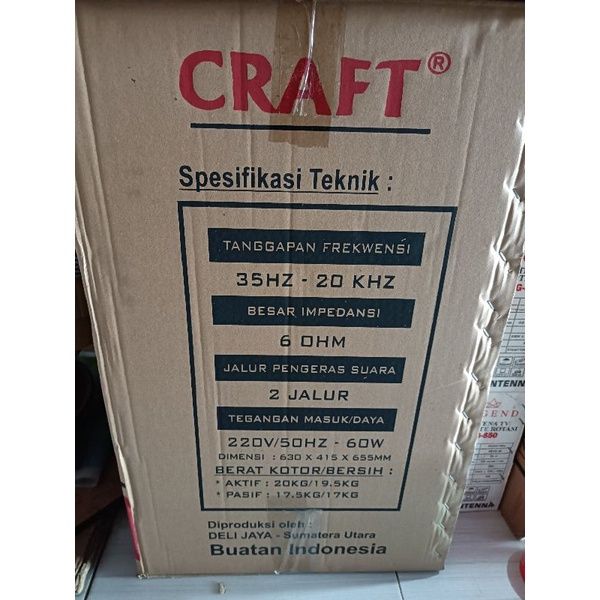 CRAFT®
Spesifikasi Teknik :
TANGGAPAN FREKWENSI
35HZ - 20 KHZ
BESAR IMPEDANSI
6 OHM
JALUR PENGERAS SUARA
2 JALUR
TEGANGAN MASUK/DAYA
220V/50HZ - 60W
DIMENSI : 630 X 415 X 655MM
BERAT KOTOR/BERSIH :
* AKTIF : 20KG/19.5KG
* PASIF : 17.5KG/17KG
Diproduksi oleh :
DELI JAYA - Sumatera Utara
Buatan Indonesia